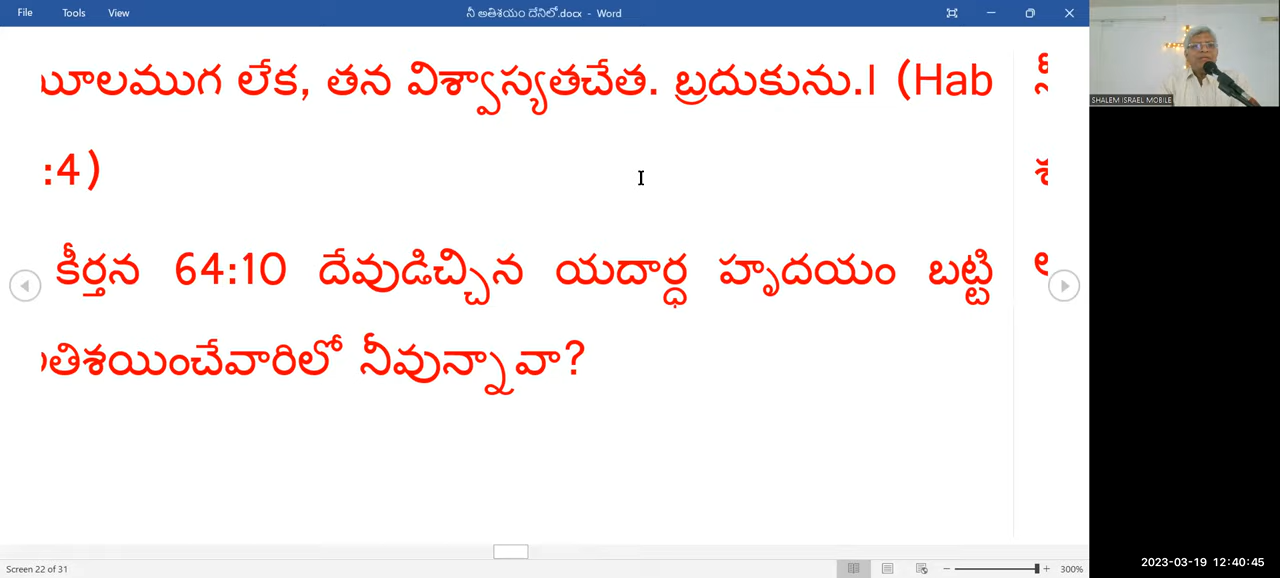 File Tools View నీ అతిశయం దేనిలో.docx - Word
మూలముగ లేక, తన విశ్వాస్యతచేత. బ్రదుకును.I (Hab
:4)
కీర్తన 64:10 దేవుడిచ్చిన యదార్ధ హృదయం బట్టి
తిశయించేవారిలో నీవున్నావా?
SHALEM ISRAEL MOBILE
2023-03-19 12:40:45
Screen 22 of 31
300%